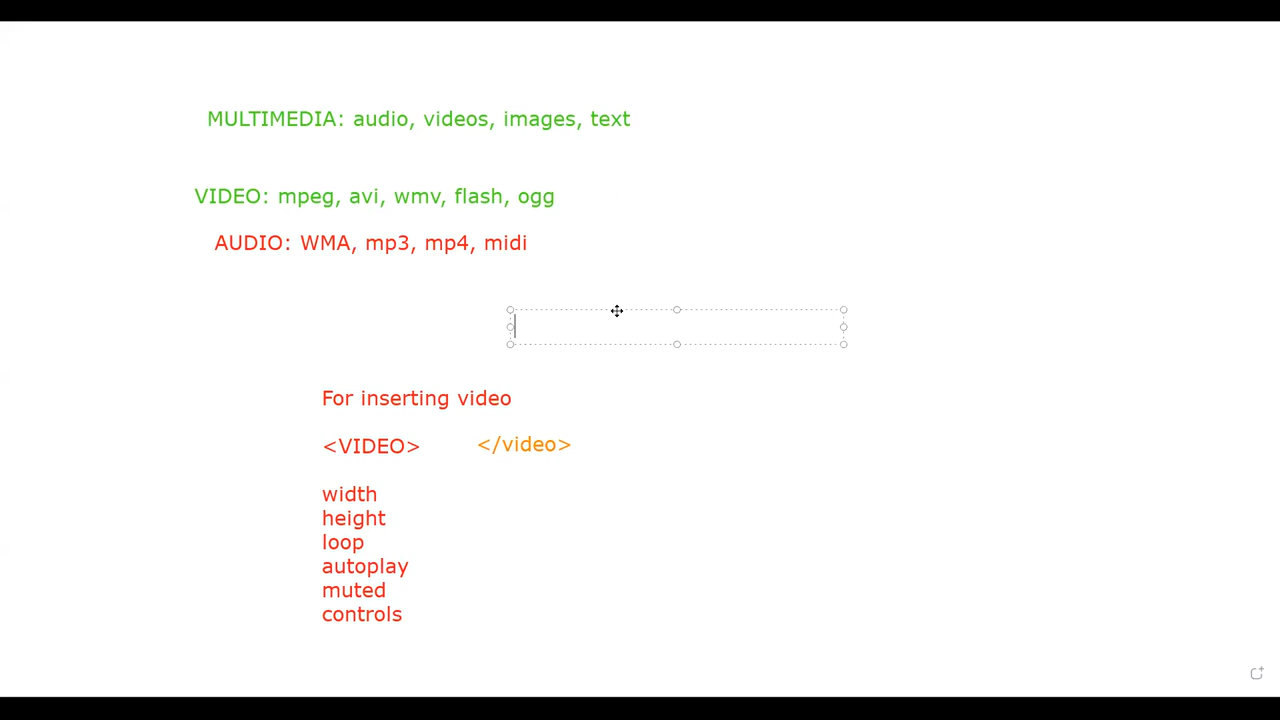 MULTIMEDIA: audio, videos, images, text
VIDEO: mpeg, avi, wmv, flash, ogg
AUDIO: WMA, mp3, mp4, midi
For inserting video
<VIDEO> </video>
width
height
loop
autoplay
muted
controls